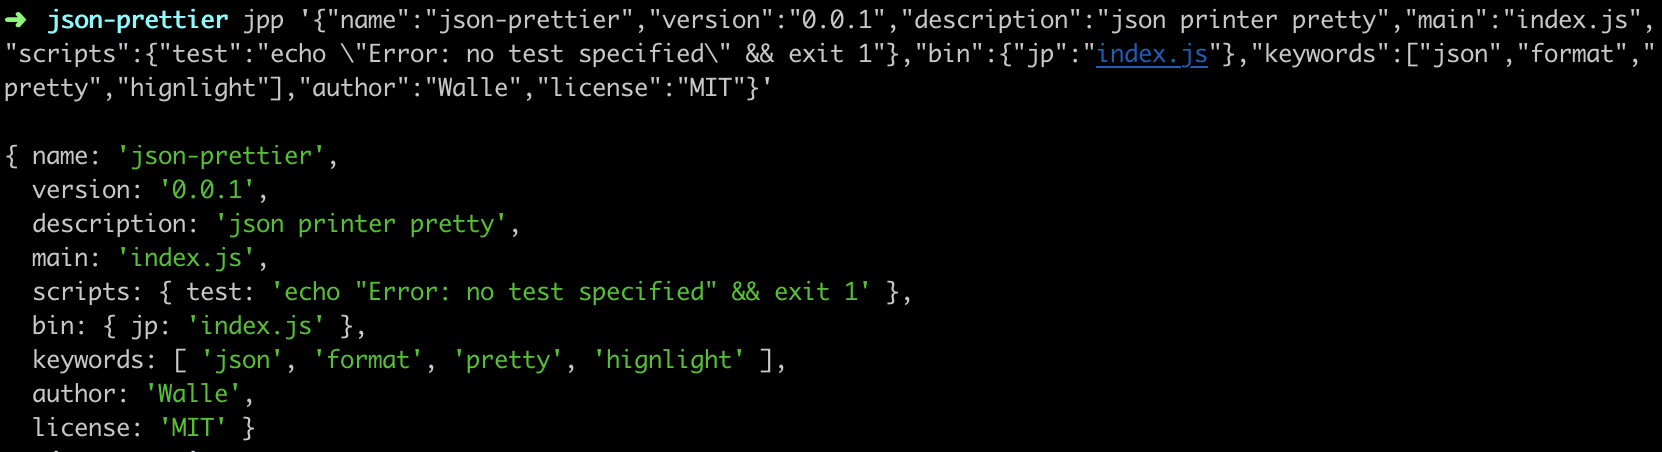 ➜ json-prettier jpp '{"name":"json-prettier","version":"0.0.1","description":"json printer pretty","main":"index.js",
"scripts":{"test":"echo \"Error: no test specified\" && exit 1"},"bin":{"jp":"index.js"},"keywords":["json","format","
pretty","hignlight"],"author":"Walle","license":"MIT"}'
{ name: 'json-prettier',
version: '0.0.1',
description: 'json printer pretty',
main: 'index.js',
scripts: { test: 'echo "Error: no test specified" && exit 1' },
bin: { jp: 'index.js' },
keywords: [ 'json', 'format', 'pretty', 'hignlight' ],
author: 'Walle',
license: 'MIT' }